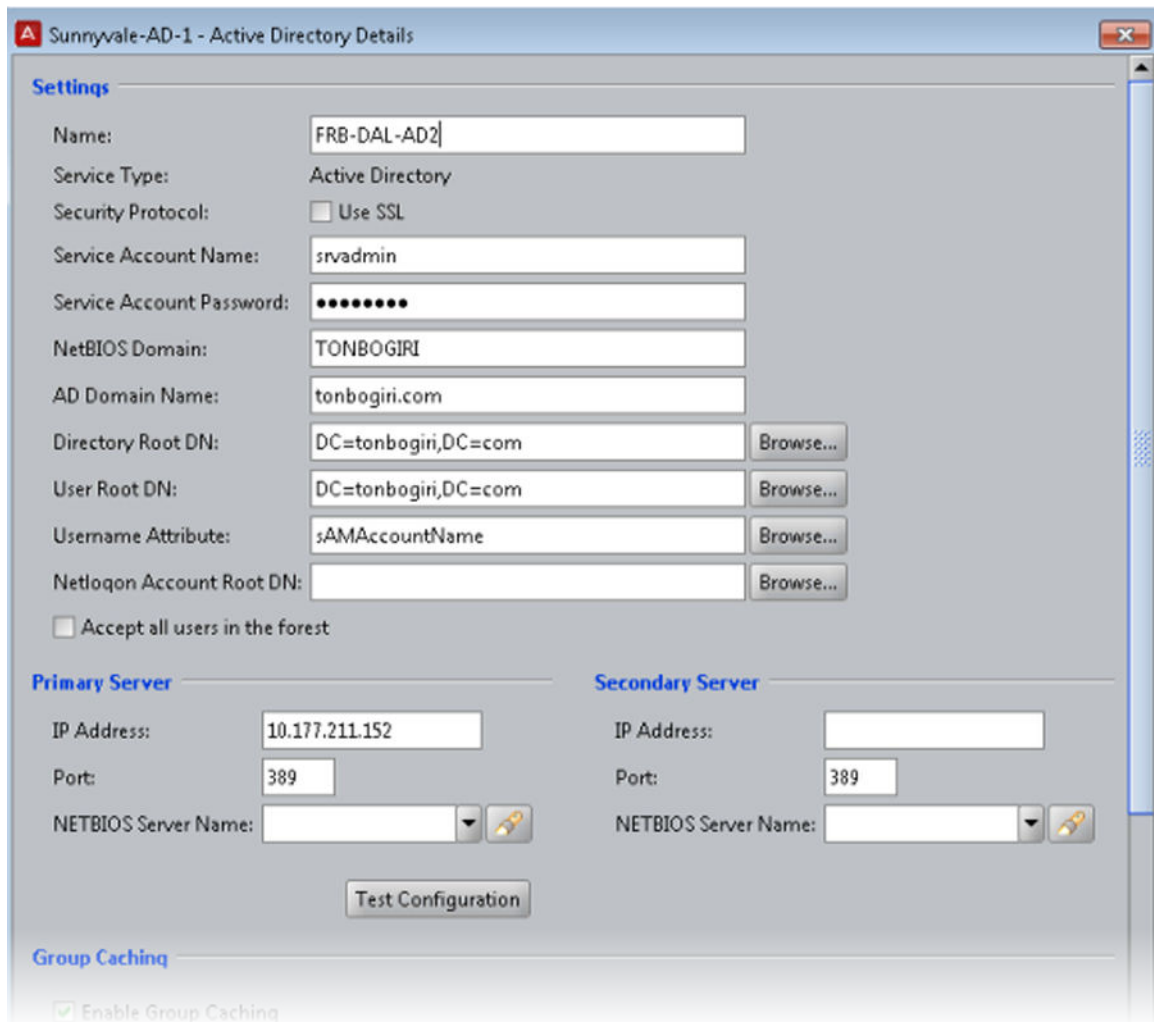 Sunnyvale-AD-1 - Active Directory Details
Settings
Name: FRB-DAL-AD2
Service Type: Active Directory
Security Protocol: Use SSL
Service Account Name: srvadmin
Service Account Password: ●●●●●●●●
NetBIOS Domain: TONBOGIRI
AD Domain Name: tonbogiri.com
Directory Root DN: DC=tonbogiri,DC=com Browse...
User Root DN: DC=tonbogiri,DC=com Browse...
Username Attribute: sAMAccountName Browse...
Netlogon Account Root DN: Browse...
Accept all users in the forest
Primary Server Secondary Server
IP Address: 10.177.211.152 IP Address:
Port: 389 Port: 389
NETBIOS Server Name: NETBIOS Server Name:
Test Configuration
Group Caching
Enable Group Caching